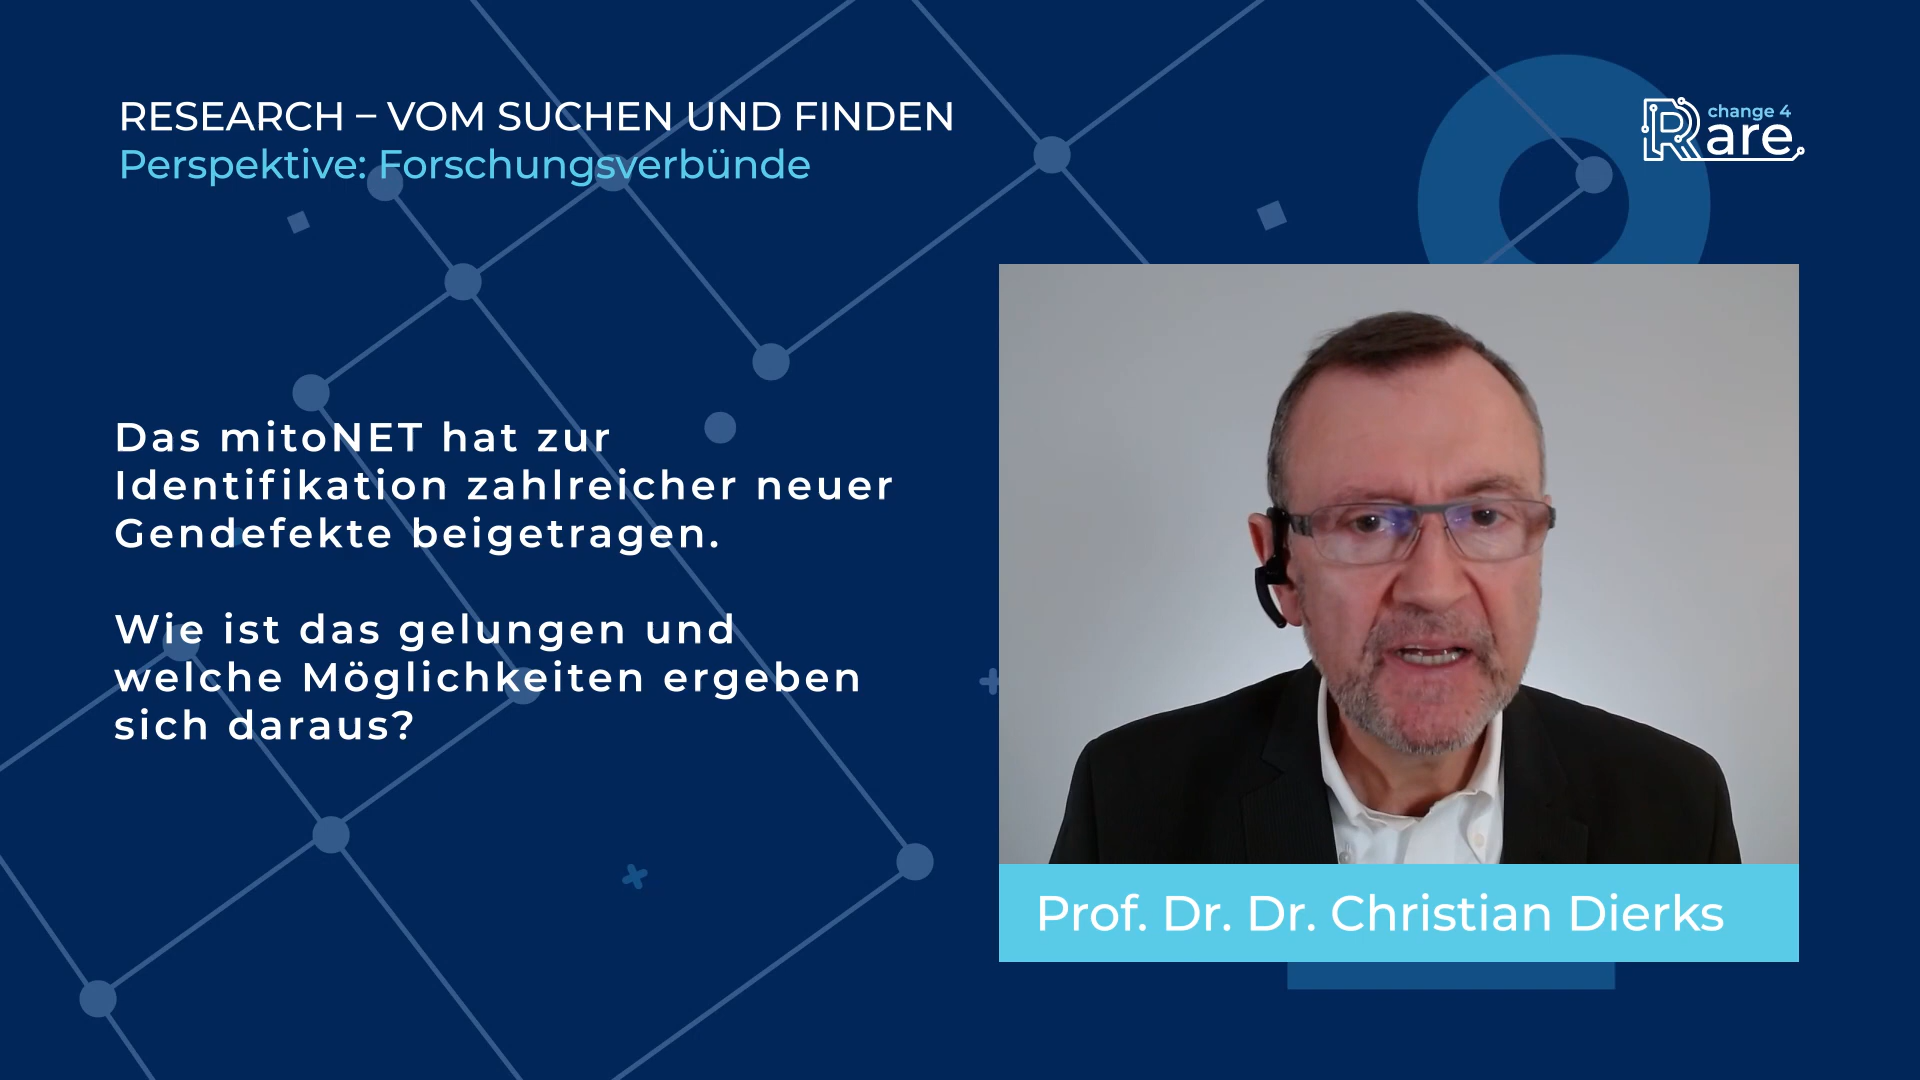 RESEARCH – VOM SUCHEN UND FINDEN
Perspektive: Forschungsverbünde
change 4
Rare
Das mitoNET hat zur
Identifikation zahlreicher neuer
Gendefekte beigetragen.
Wie ist das gelungen und
welche Möglichkeiten ergeben
sich daraus?
Prof. Dr. Dr. Christian Dierks